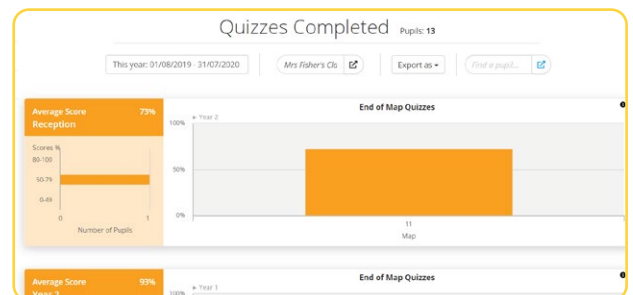 Quizzes Completed Pupils: 13
This year: 01/08/2019 - 31/07/2020
Mrs Fisher's Cla
Export as
Find a pupil...
Average Score 73%
Reception
Scores %
80-100
50-79
0-49
0 1
Number of Pupils
End of Map Quizzes
Year 2
100%
50%
0%
11
Map
Average Score 93%
Year 2
End of Map Quizzes
Year 1
100%